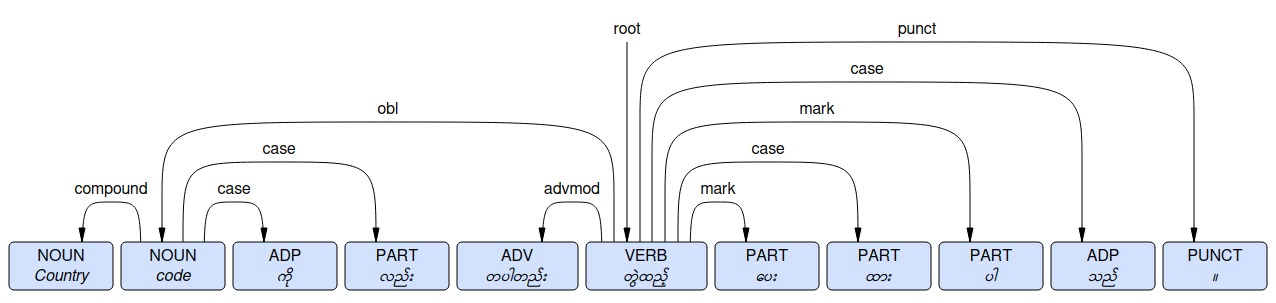 root
punct
case
mark
obl
case
case
compound
case
advmod
mark
NOUN NOUN ADP PART ADV VERB PART PART PART ADP PUNCT
Country code ကို လည်း တပါတည်း တွဲထည့် ပေး ထား ပါ သည် ။